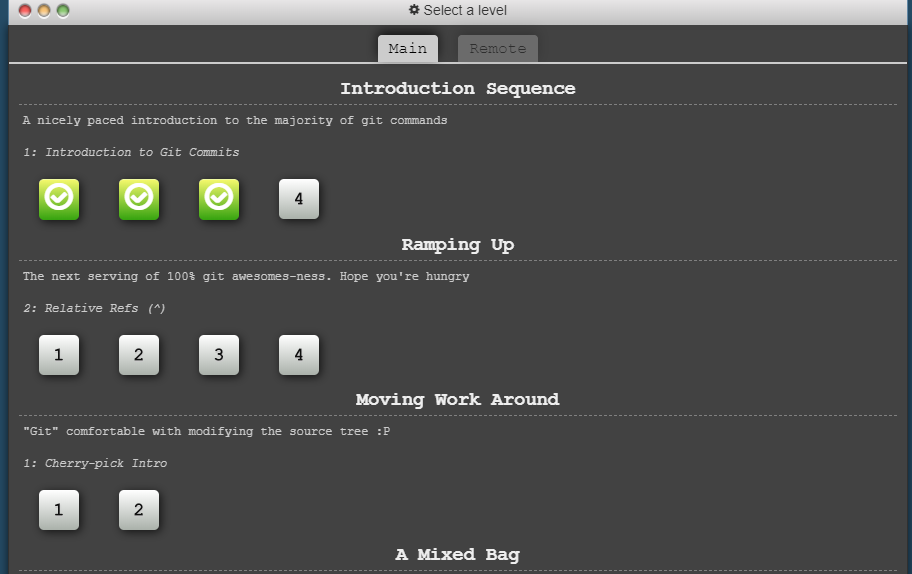 Select a level
Main Remote
Introduction Sequence
A nicely paced introduction to the majority of git commands
1: Introduction to Git Commits
4
Ramping Up
The next serving of 100% git awesomes-ness. Hope you're hungry
2: Relative Refs (^)
1 2 3 4
Moving Work Around
"Git" comfortable with modifying the source tree :P
1: Cherry-pick Intro
1 2
A Mixed Bag